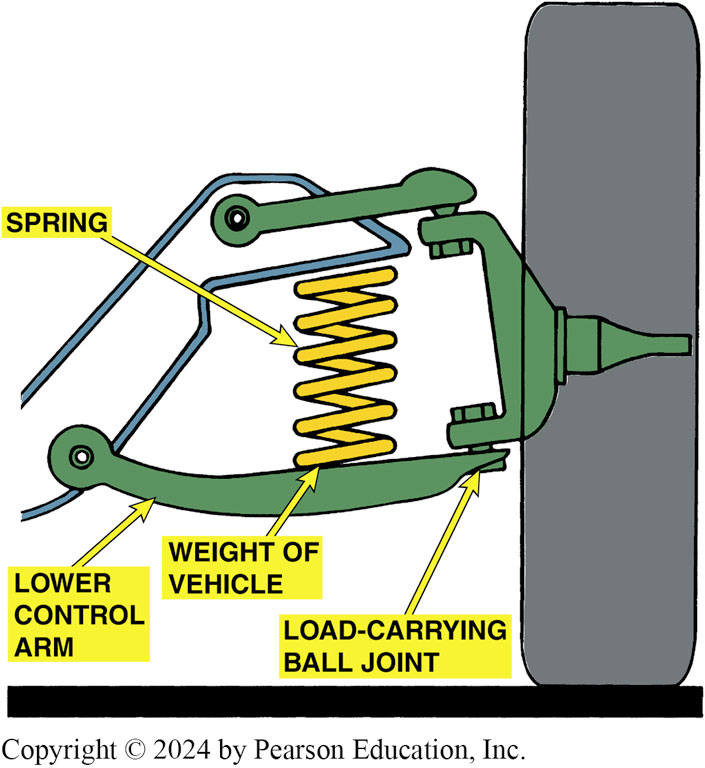 SPRING
WEIGHT OF
VEHICLE
LOWER
CONTROL
ARM
LOAD-CARRYING
BALL JOINT
Copyright © 2024 by Pearson Education, Inc.